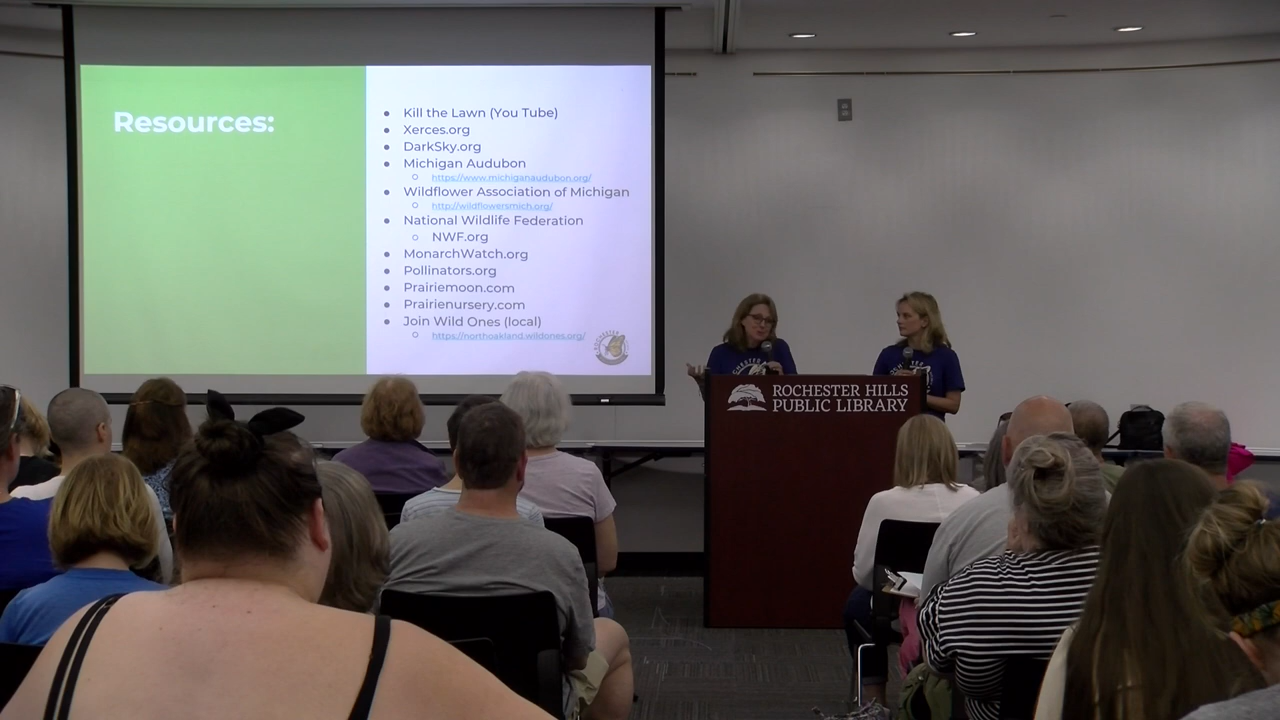 Resources:
Kill the Lawn (You Tube)
Xerces.org
DarkSky.org
Michigan Audubon
https://www.michiganaudubon.org/
Wildflower Association of Michigan
http://wildflowersmich.org/
National Wildlife Federation
NWF.org
MonarchWatch.org
Pollinators.org
Prairiemoon.com
Prairienursery.com
Join Wild Ones (local)
https://northoakland.wildones.org/
ROCHESTER
ROCHESTER HILLS
PUBLIC LIBRARY